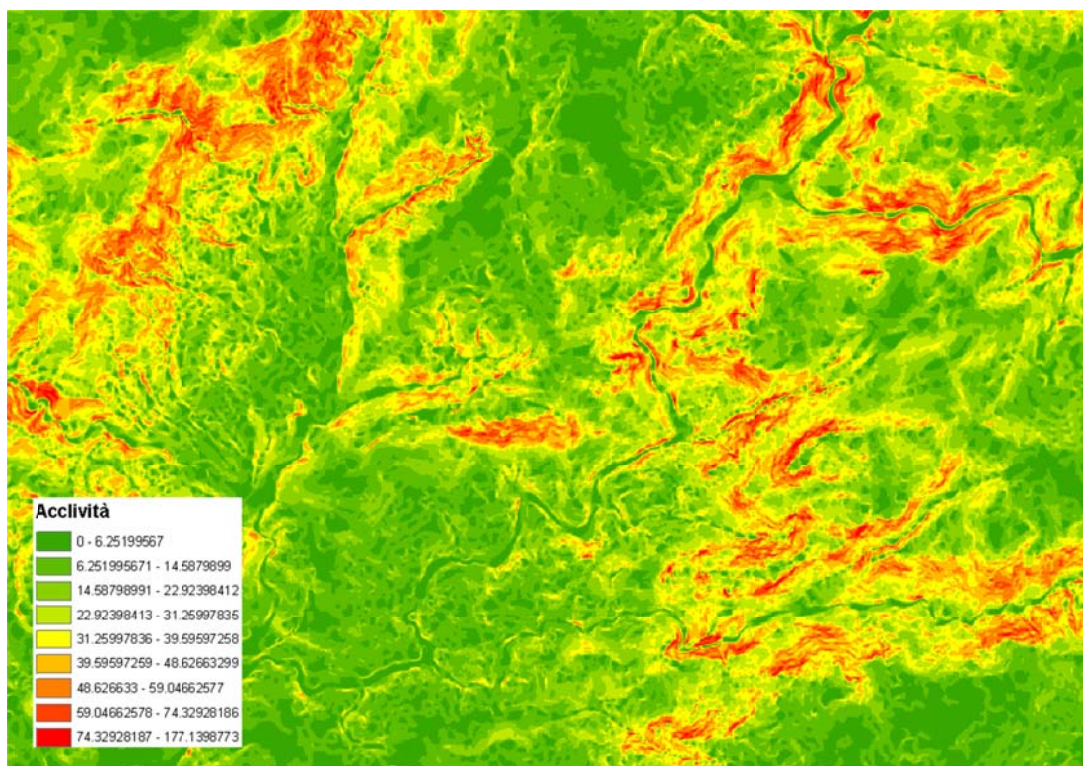 Acclività
0 - 6.25199567
6.251995671 - 14.5879899
14.58798991 - 22.92398412
22.92398413 - 31.25997835
31.25997836 - 39.59597258
39.59597259 - 48.62663299
48.626633 - 59.04662577
59.04662578 - 74.32928186
74.32928187 - 177.1398773